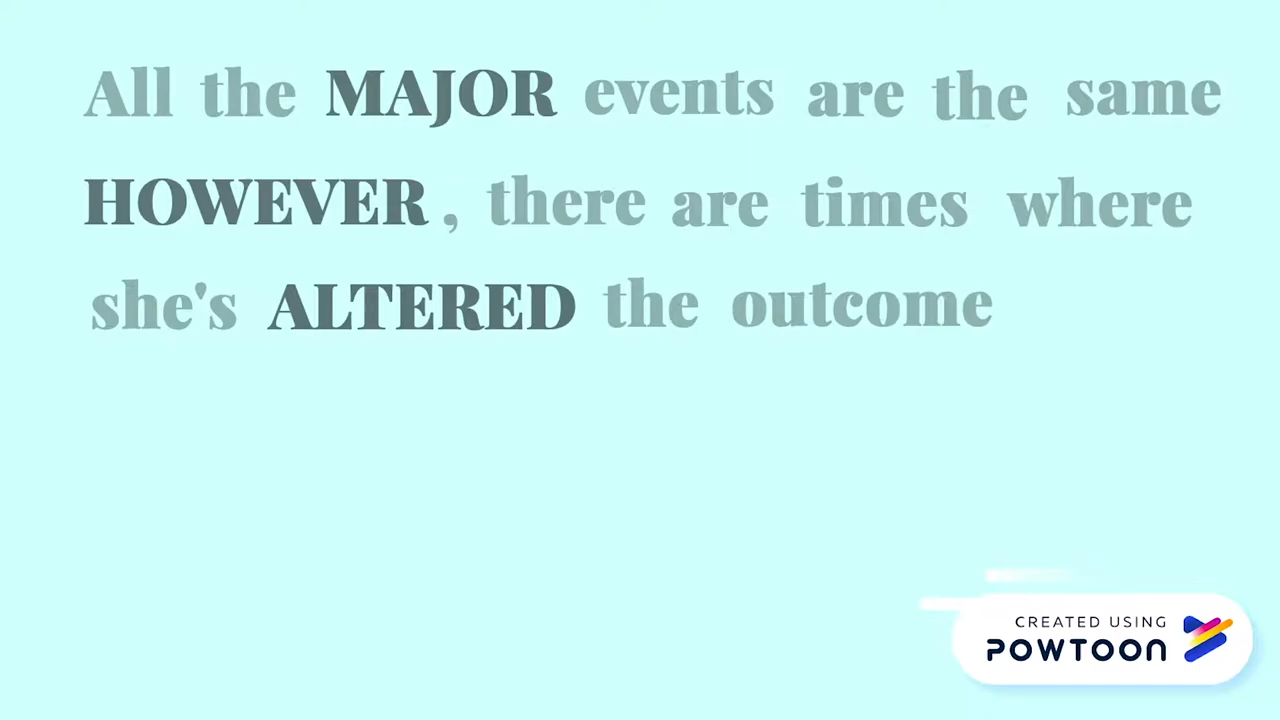 All the MAJOR events are the same
HOWEVER , there are times where
she's ALTERED the outcome
CREATED USING
POWTOON